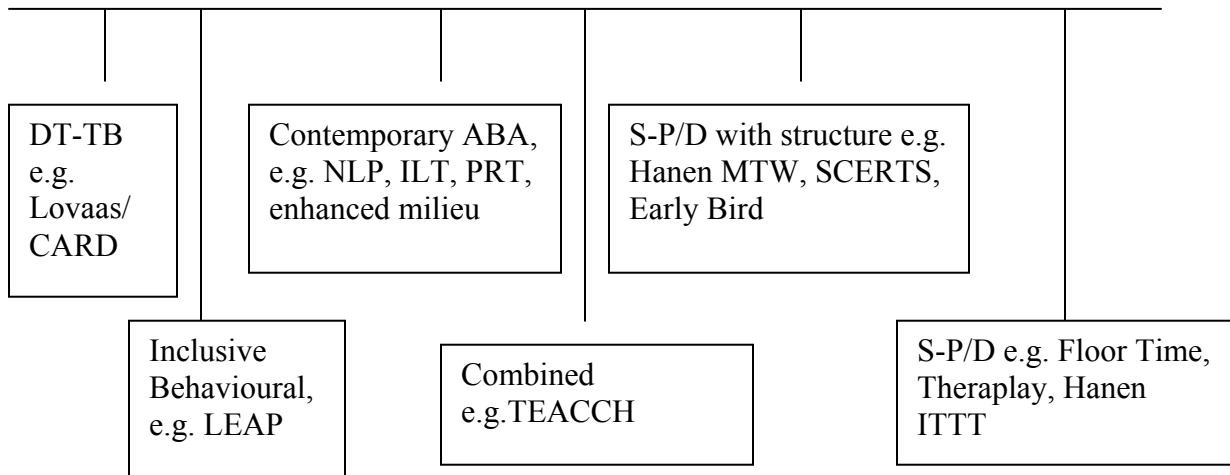 DT-TB
e.g.
Lovaas/
CARD
Contemporary ABA,
e.g. NLP, ILT, PRT,
enhanced milieu
S-P/D with structure e.g.
Hanen MTW, SCERTS,
Early Bird
Inclusive
Behavioural,
e.g. LEAP
Combined
e.g.TEACCH
S-P/D e.g. Floor Time,
Theraplay, Hanen
ITTT